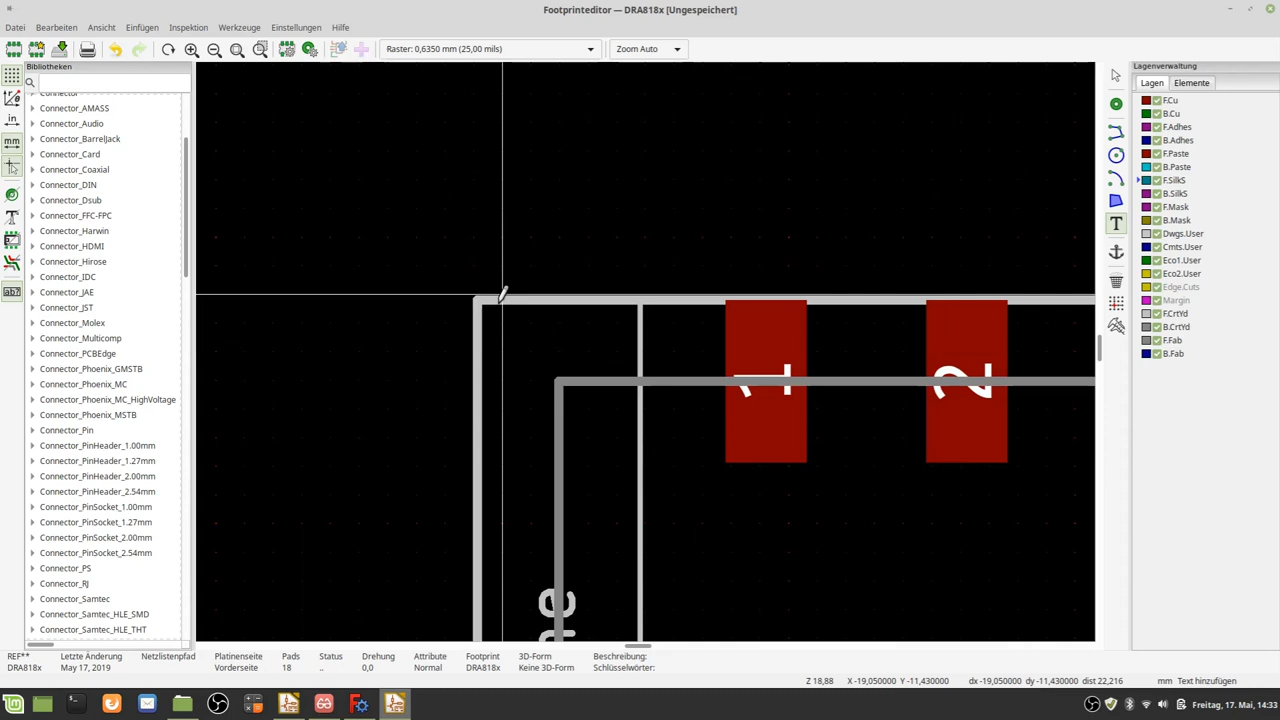 Footprinteditor — DRA818x [Ungespeichert]
Datei Bearbeiten Ansicht Einfügen Inspektion Werkzeuge Einstellungen Hilfe
Raster: 0,6350 mm (25,00 mils) Zoom Auto
Bibliotheken
Connector
Connector_AMASS
Connector_Audio
Connector_BarrelJack
Connector_Card
Connector_Coaxial
Connector_DIN
Connector_Dsub
Connector_FFC-FPC
Connector_Harwin
Connector_HDMI
Connector_Hirose
Connector_IDC
Connector_JAE
Connector_JST
Connector_Molex
Connector_Multicomp
Connector_PCBEdge
Connector_Phoenix_GMSTB
Connector_Phoenix_MC
Connector_Phoenix_MC_HighVoltage
Connector_Phoenix_MSTB
Connector_Pin
Connector_PinHeader_1.00mm
Connector_PinHeader_1.27mm
Connector_PinHeader_2.00mm
Connector_PinHeader_2.54mm
Connector_PinSocket_1.00mm
Connector_PinSocket_1.27mm
Connector_PinSocket_2.00mm
Connector_PinSocket_2.54mm
Connector_PS
Connector_RJ
Connector_Samtec
Connector_Samtec_HLE_SMD
Connector_Samtec_HLE_THT
in
mm
1
2
Lagenverwaltung
Lagen Elemente
F.Cu
B.Cu
F.Adhes
B.Adhes
F.Paste
B.Paste
F.SilkS
B.SilkS
F.Mask
B.Mask
Dwgs.User
Cmts.User
Eco1.User
Eco2.User
Edge.Cuts
Margin
F.CrtYd
B.CrtYd
F.Fab
B.Fab
REF** Letzte Änderung Netzlistenpfad Platinenseite Pads Status Drehung Attribute Footprint 3D-Form Beschreibung:
DRA818x May 17, 2019 Vorderseite 18 .. 0,0 Normal DRA818x Keine 3D-Form Schlüsselwörter:
Z 18,88 X -19,050000 Y -11,430000 dx -19,050000 dy -11,430000 dist 22,216 mm Text hinzufügen
Freitag, 17. Mai, 14:33